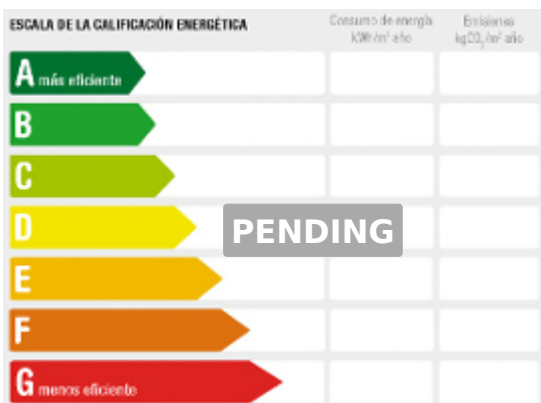 ESCALA DE LA CALIFICACIÓN ENERGÉTICA
Consumo de energía
kWh/m² año
Emisiones
kgCO₂/m² año
A más eficiente
B
C
D
PENDING
E
F
G menos eficiente